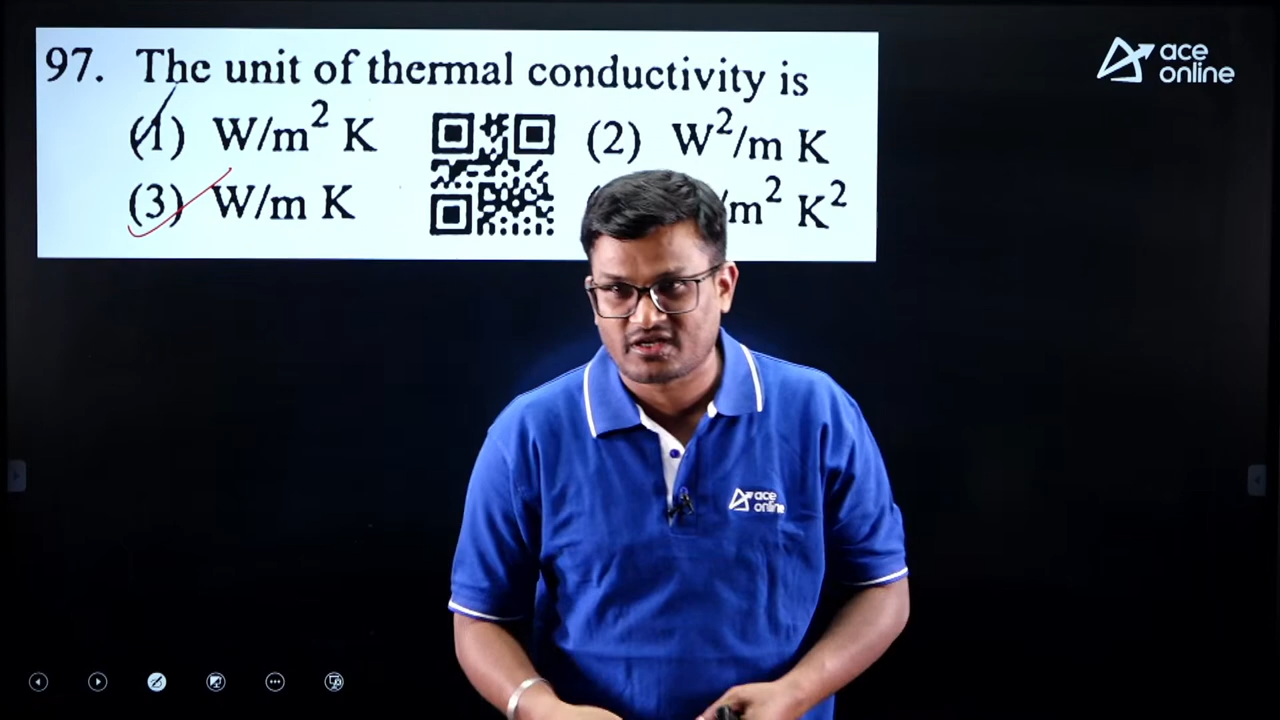 97. The unit of thermal conductivity is
(1) W/m² K (2) W²/m K
(3) W/m K /m² K²
ace
online
ace
online